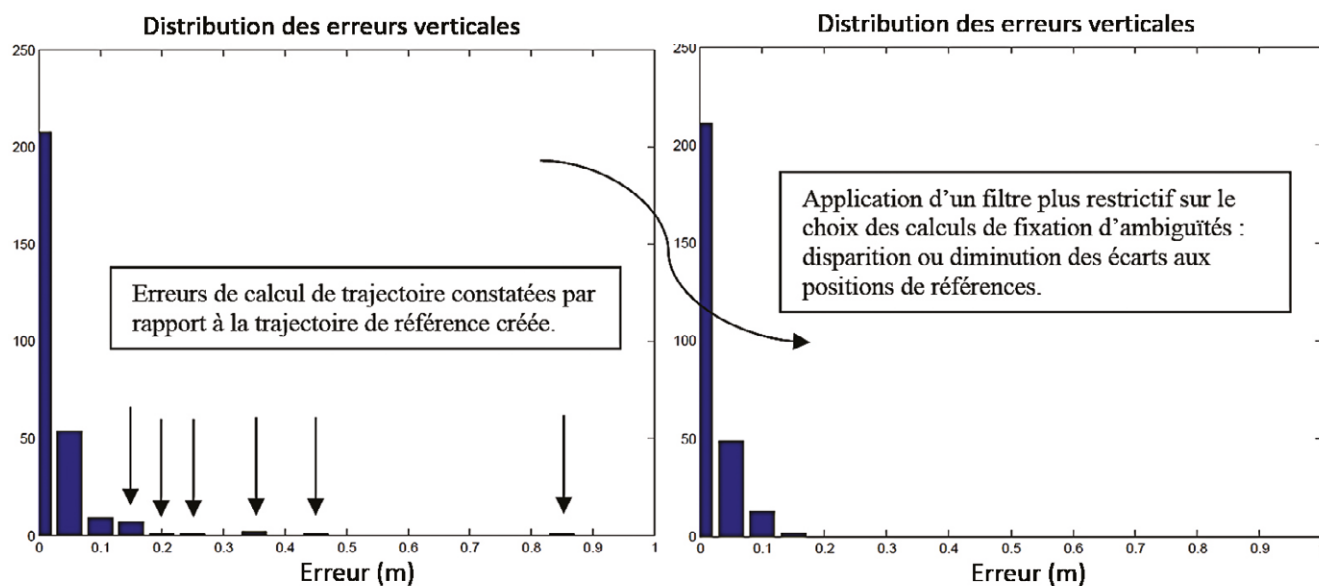 Distribution des erreurs verticales
250
200
150
100
50
0
Erreurs de calcul de trajectoire constatées par
rapport à la trajectoire de référence créée.
0 0.1 0.2 0.3 0.4 0.5 0.6 0.7 0.8 0.9 1
Erreur (m)
Distribution des erreurs verticales
250
200
150
100
50
0
Application d'un filtre plus restrictif sur le
choix des calculs de fixation d'ambiguïtés :
disparition ou diminution des écarts aux
positions de références.
0 0.1 0.2 0.3 0.4 0.5 0.6 0.7 0.8 0.9
Erreur (m)